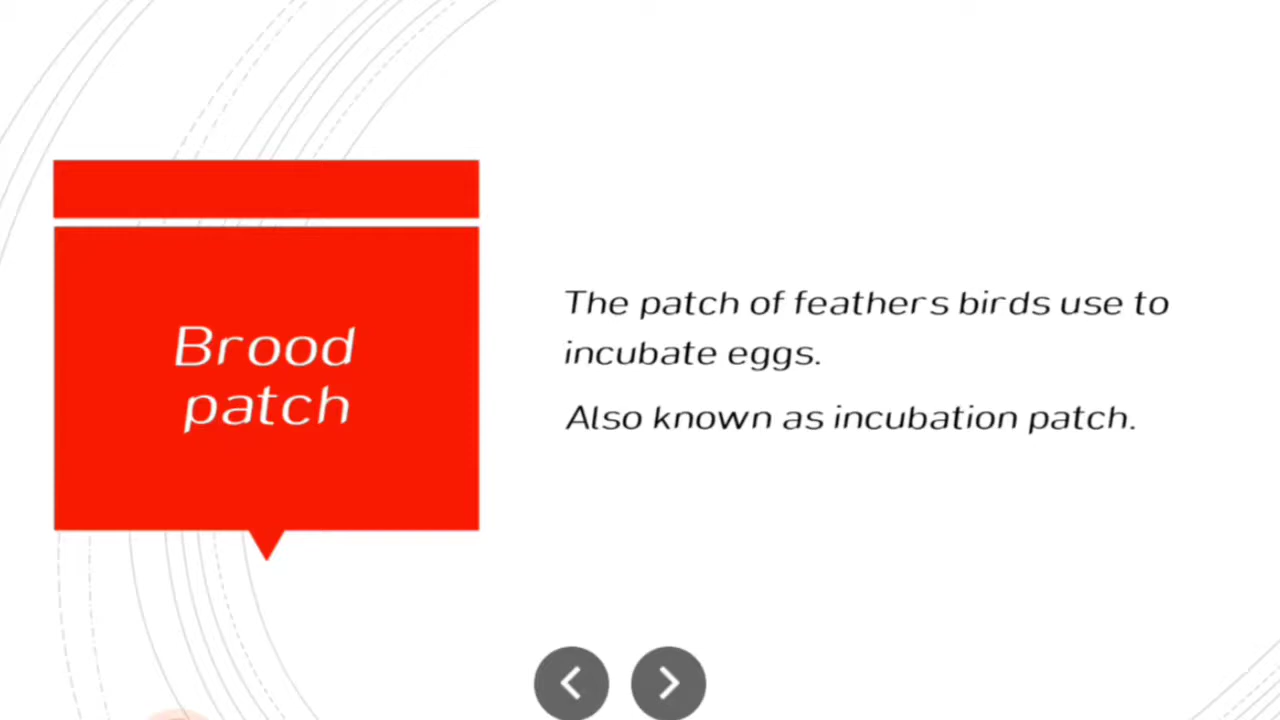 Brood
patch
The patch of feathers birds use to
incubate eggs.
Also known as incubation patch.